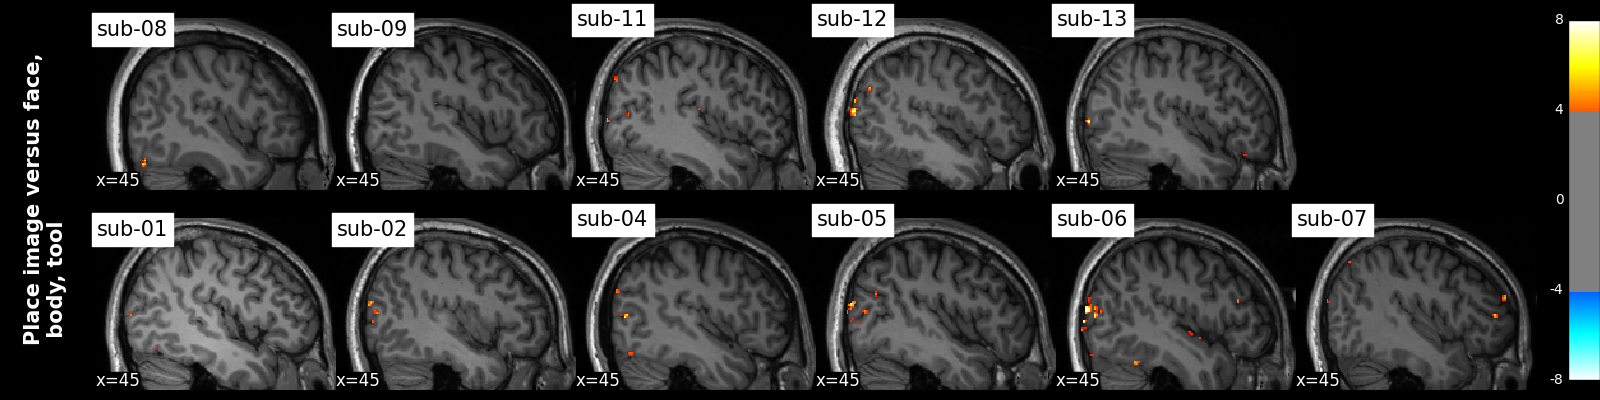 Place image versus face,
body, tool
sub-08
sub-09
sub-11
sub-12
sub-13
x=45
x=45
x=45
x=45
x=45
sub-01
sub-02
sub-04
sub-05
sub-06
sub-07
x=45
x=45
x=45
x=45
x=45
x=45
8
4
0
-4
-8